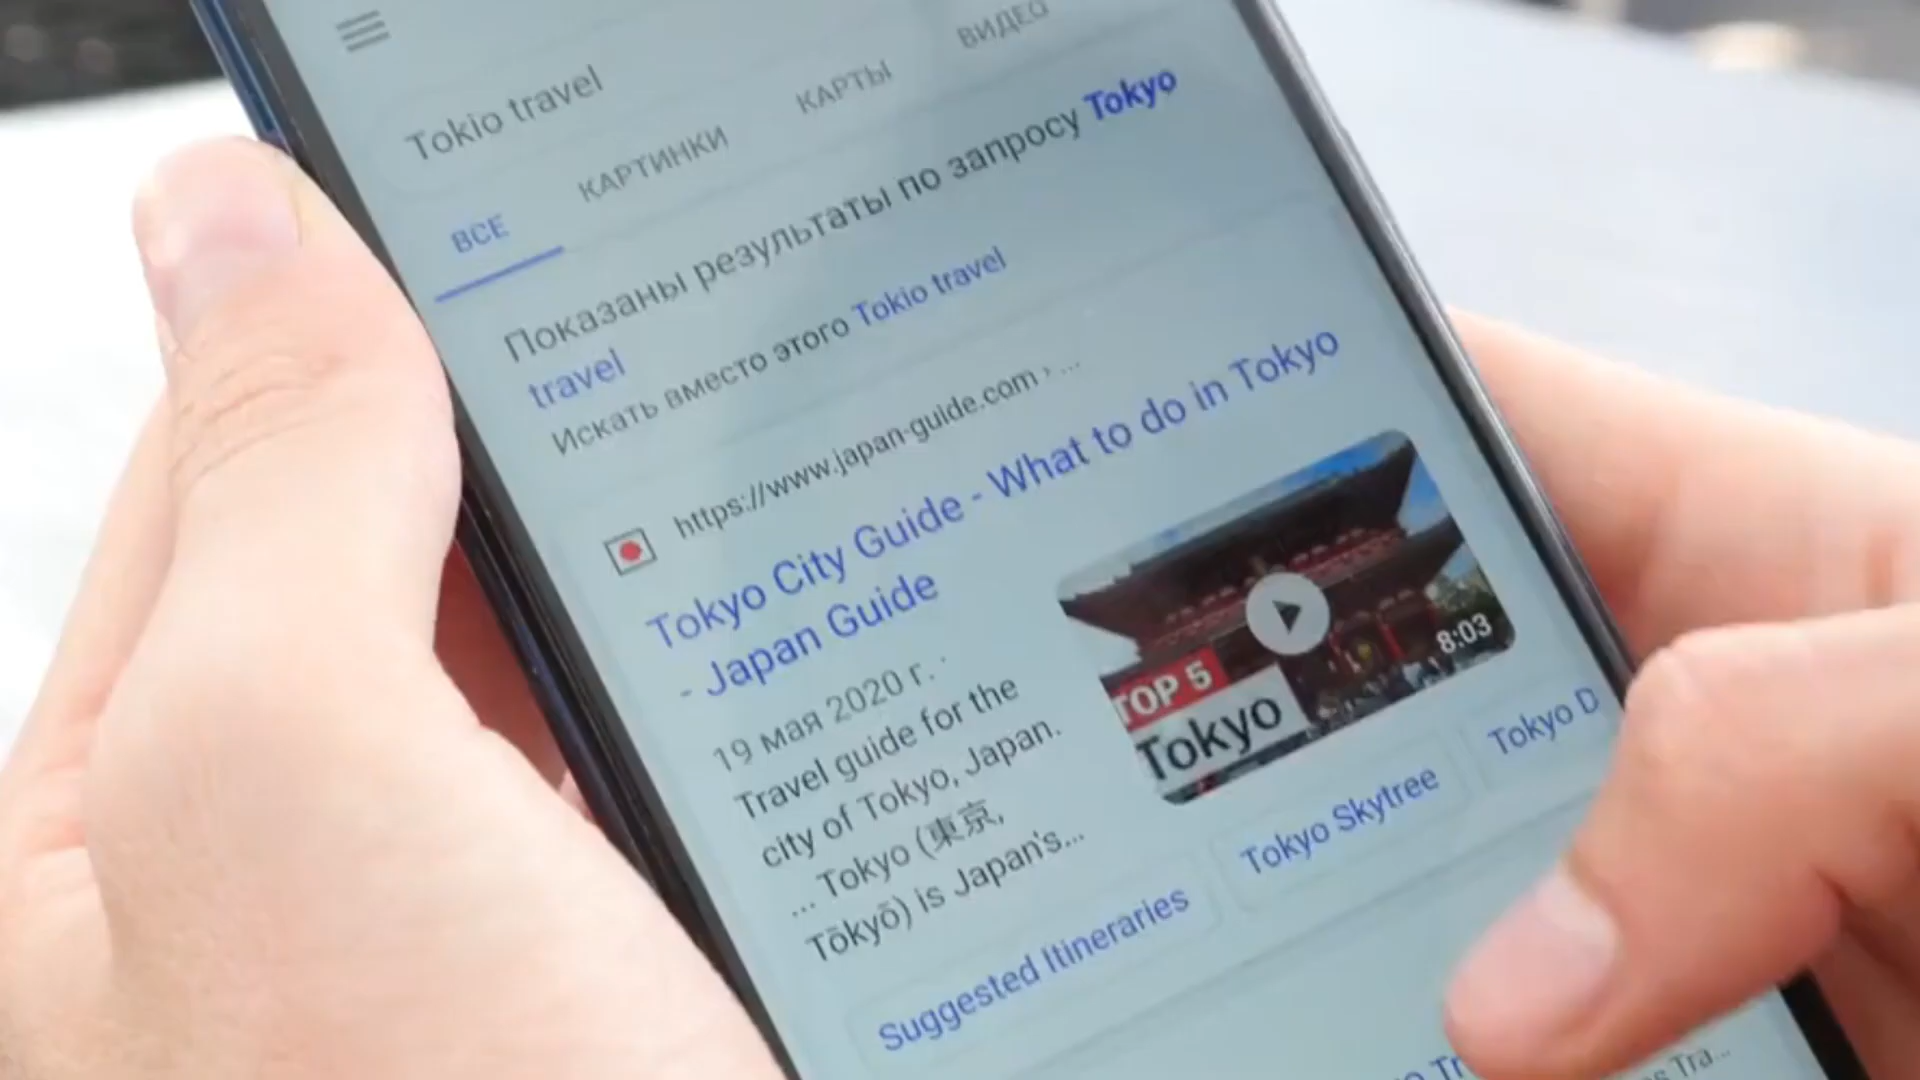 Tokio travel
ВСЕ КАРТИНКИ КАРТЫ ВИДЕО
Показаны результаты по запросу Tokyo
travel
Искать вместо этого Tokio travel
https://www.japan-guide.com › ...
Tokyo City Guide - What to do in Tokyo
- Japan Guide
19 мая 2020 г. ·
Travel guide for the
city of Tokyo, Japan.
... Tokyo (東京,
Tōkyō) is Japan's...
TOP 5
Tokyo
8:03
Suggested Itineraries
Tokyo Skytree
Tokyo D